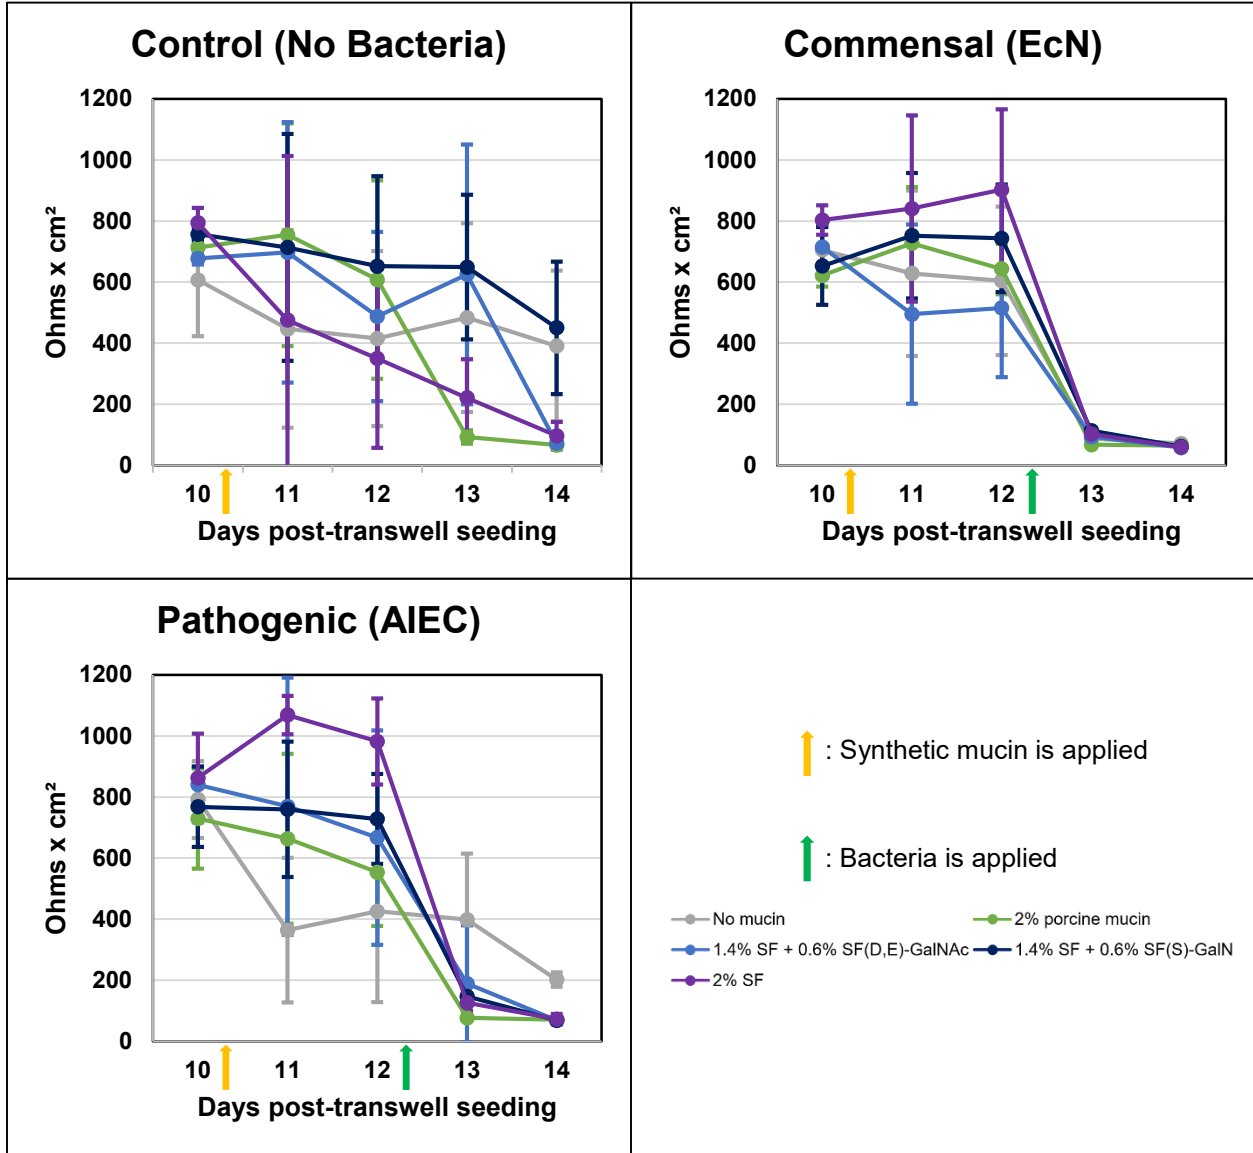 Control (No Bacteria)
1200
1000
800
600
400
200
0
Ohms x cm²
10 11 12 13 14
Days post-transwell seeding
Commensal (EcN)
1200
1000
800
600
400
200
0
Ohms x cm²
10 11 12 13 14
Days post-transwell seeding
Pathogenic (AIEC)
1200
1000
800
600
400
200
0
Ohms x cm²
10 11 12 13 14
Days post-transwell seeding
: Synthetic mucin is applied
: Bacteria is applied
No mucin 2% porcine mucin
1.4% SF + 0.6% SF(D,E)-GalNAc 1.4% SF + 0.6% SF(S)-GalN
2% SF